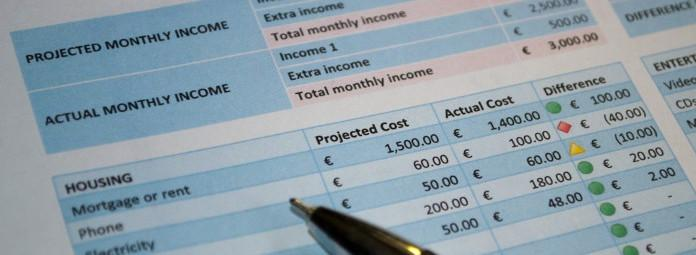 Extra income
PROJECTED MONTHLY INCOME Total monthly income
Income 1 € 2,500.00
Extra income € 500.00
ACTUAL MONTHLY INCOME Total monthly income € 3,000.00
DIFFERENCE
HOUSING Projected Cost Actual Cost Difference
Mortgage or rent € 1,500.00 € 1,400.00 € 100.00
Phone € 60.00 € 100.00 € (40.00)
Electricity € 50.00 € 60.00 € (10.00)
200.00 € 180.00 € 20.00
50.00 € 48.00 € 2.00
€ -
€ -
€
ENTERT
Video
CD